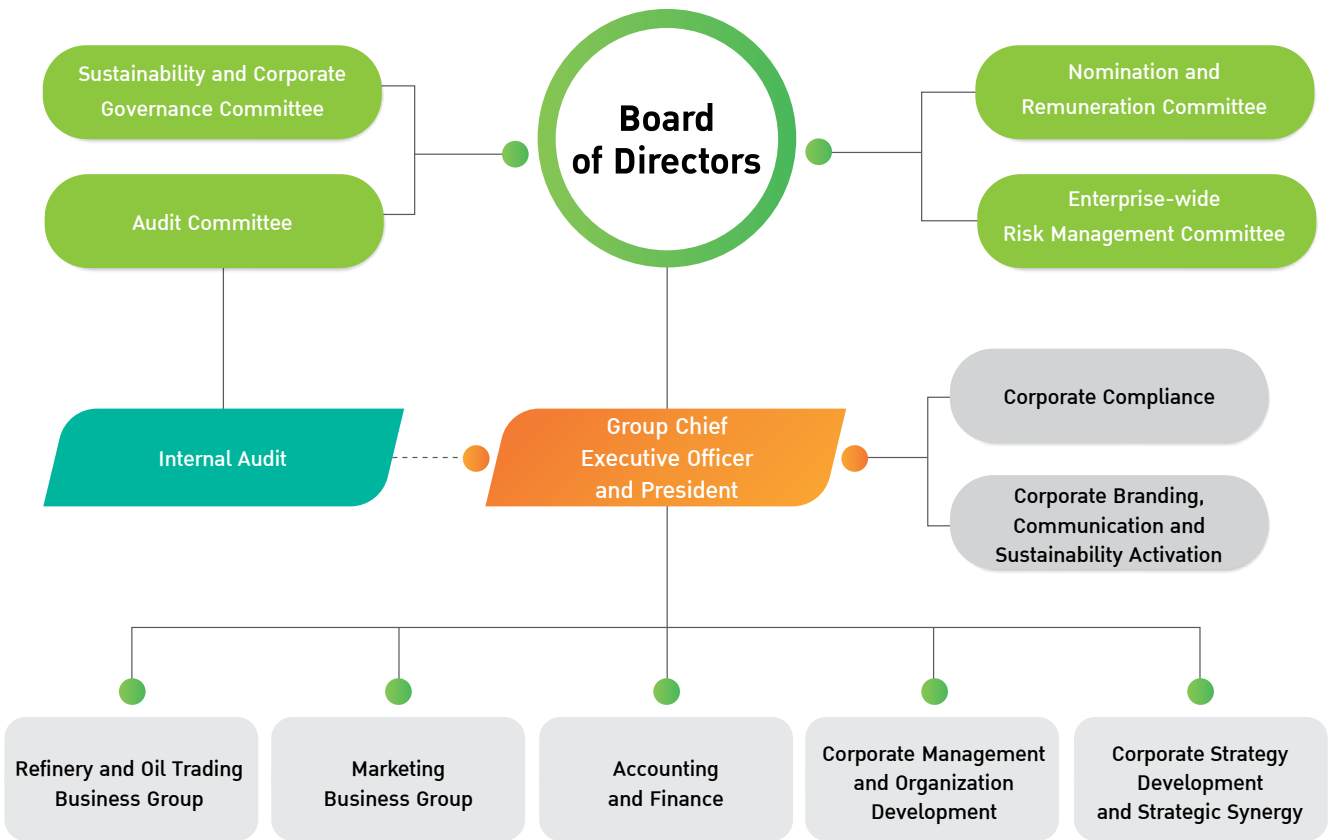 Sustainability and Corporate
Governance Committee
Board
of Directors
Nomination and
Remuneration Committee
Audit Committee
Enterprise-wide
Risk Management Committee
Internal Audit
Group Chief
Executive Officer
and President
Corporate Compliance
Corporate Branding,
Communication and
Sustainability Activation
Refinery and Oil Trading
Business Group
Marketing
Business Group
Accounting
and Finance
Corporate Management
and Organization
Development
Corporate Strategy
Development
and Strategic Synergy